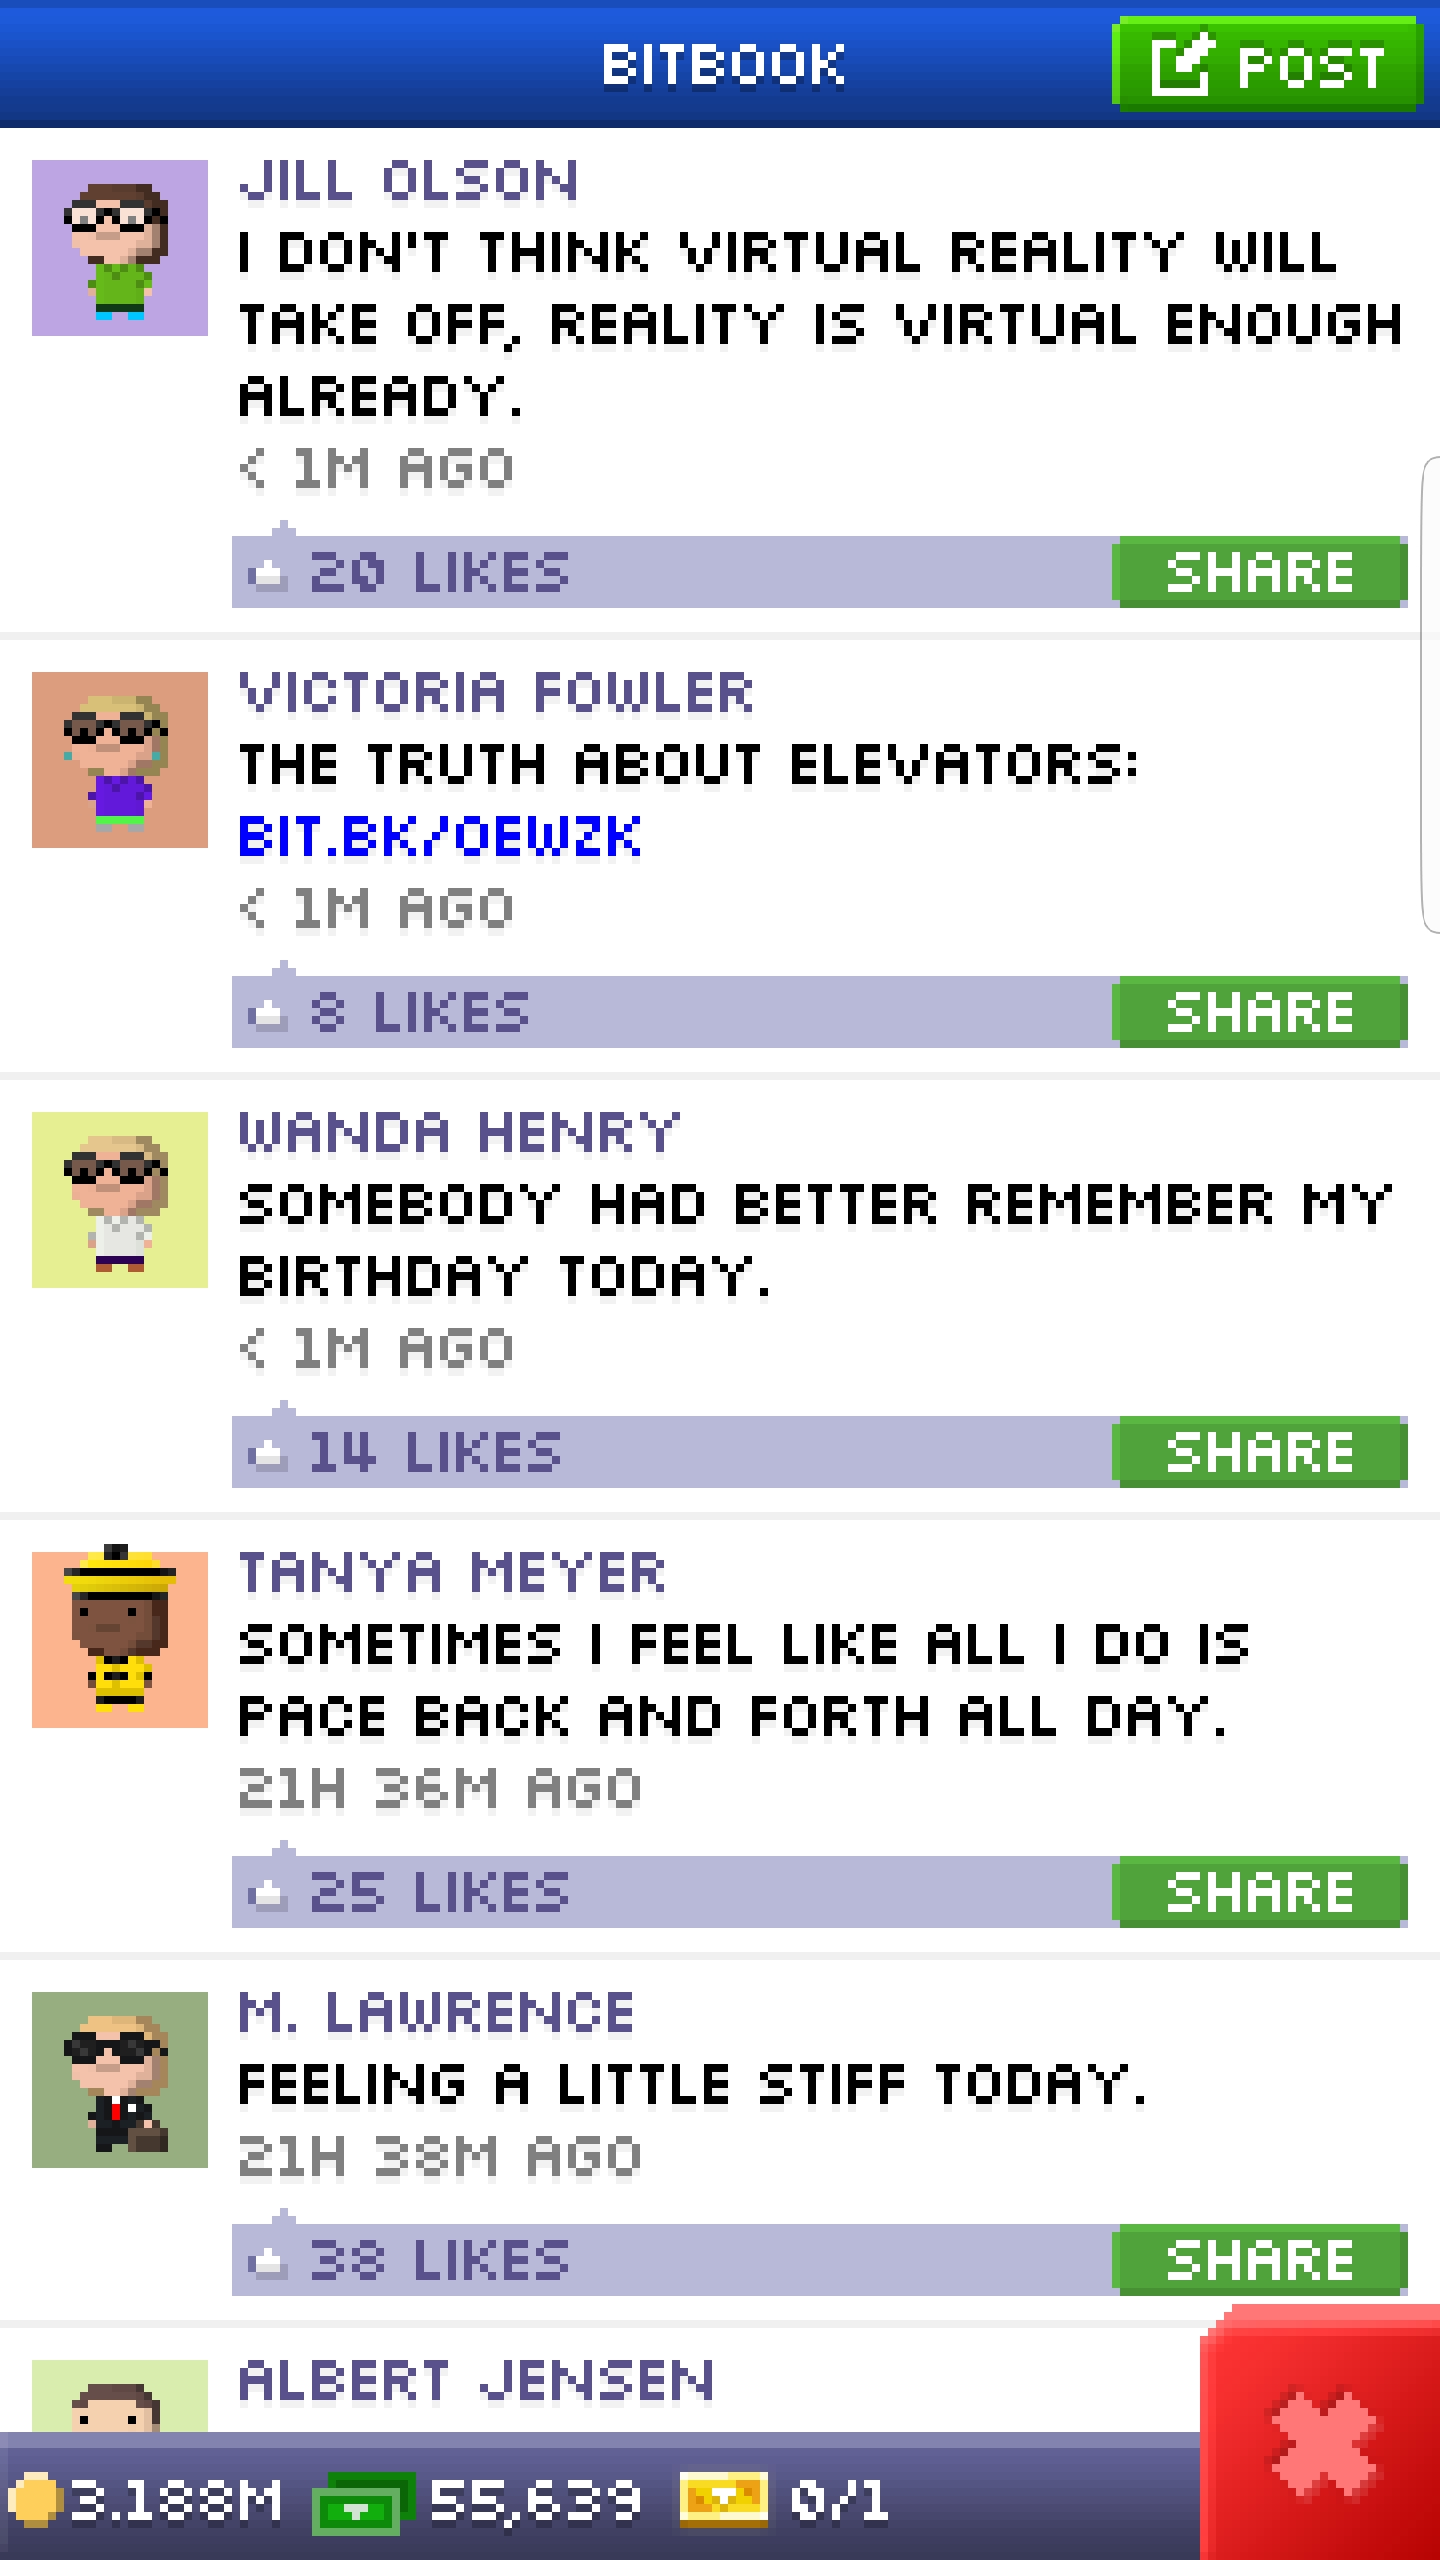 BITBOOK
POST
JILL OLSON
I DON'T THINK VIRTUAL REALITY WILL
TAKE OFF, REALITY IS VIRTUAL ENOUGH
ALREADY.
< 1M AGO
20 LIKES
SHARE
VICTORIA FOWLER
THE TRUTH ABOUT ELEVATORS:
BIT.BK/OEWZK
< 1M AGO
8 LIKES
SHARE
WANDA HENRY
SOMEBODY HAD BETTER REMEMBER MY
BIRTHDAY TODAY.
< 1M AGO
14 LIKES
SHARE
TANYA MEYER
SOMETIMES I FEEL LIKE ALL I DO IS
PACE BACK AND FORTH ALL DAY.
21H 36M AGO
25 LIKES
SHARE
M. LAWRENCE
FEELING A LITTLE STIFF TODAY.
21H 38M AGO
38 LIKES
SHARE
ALBERT JENSEN
3.188M
55,639
0/1